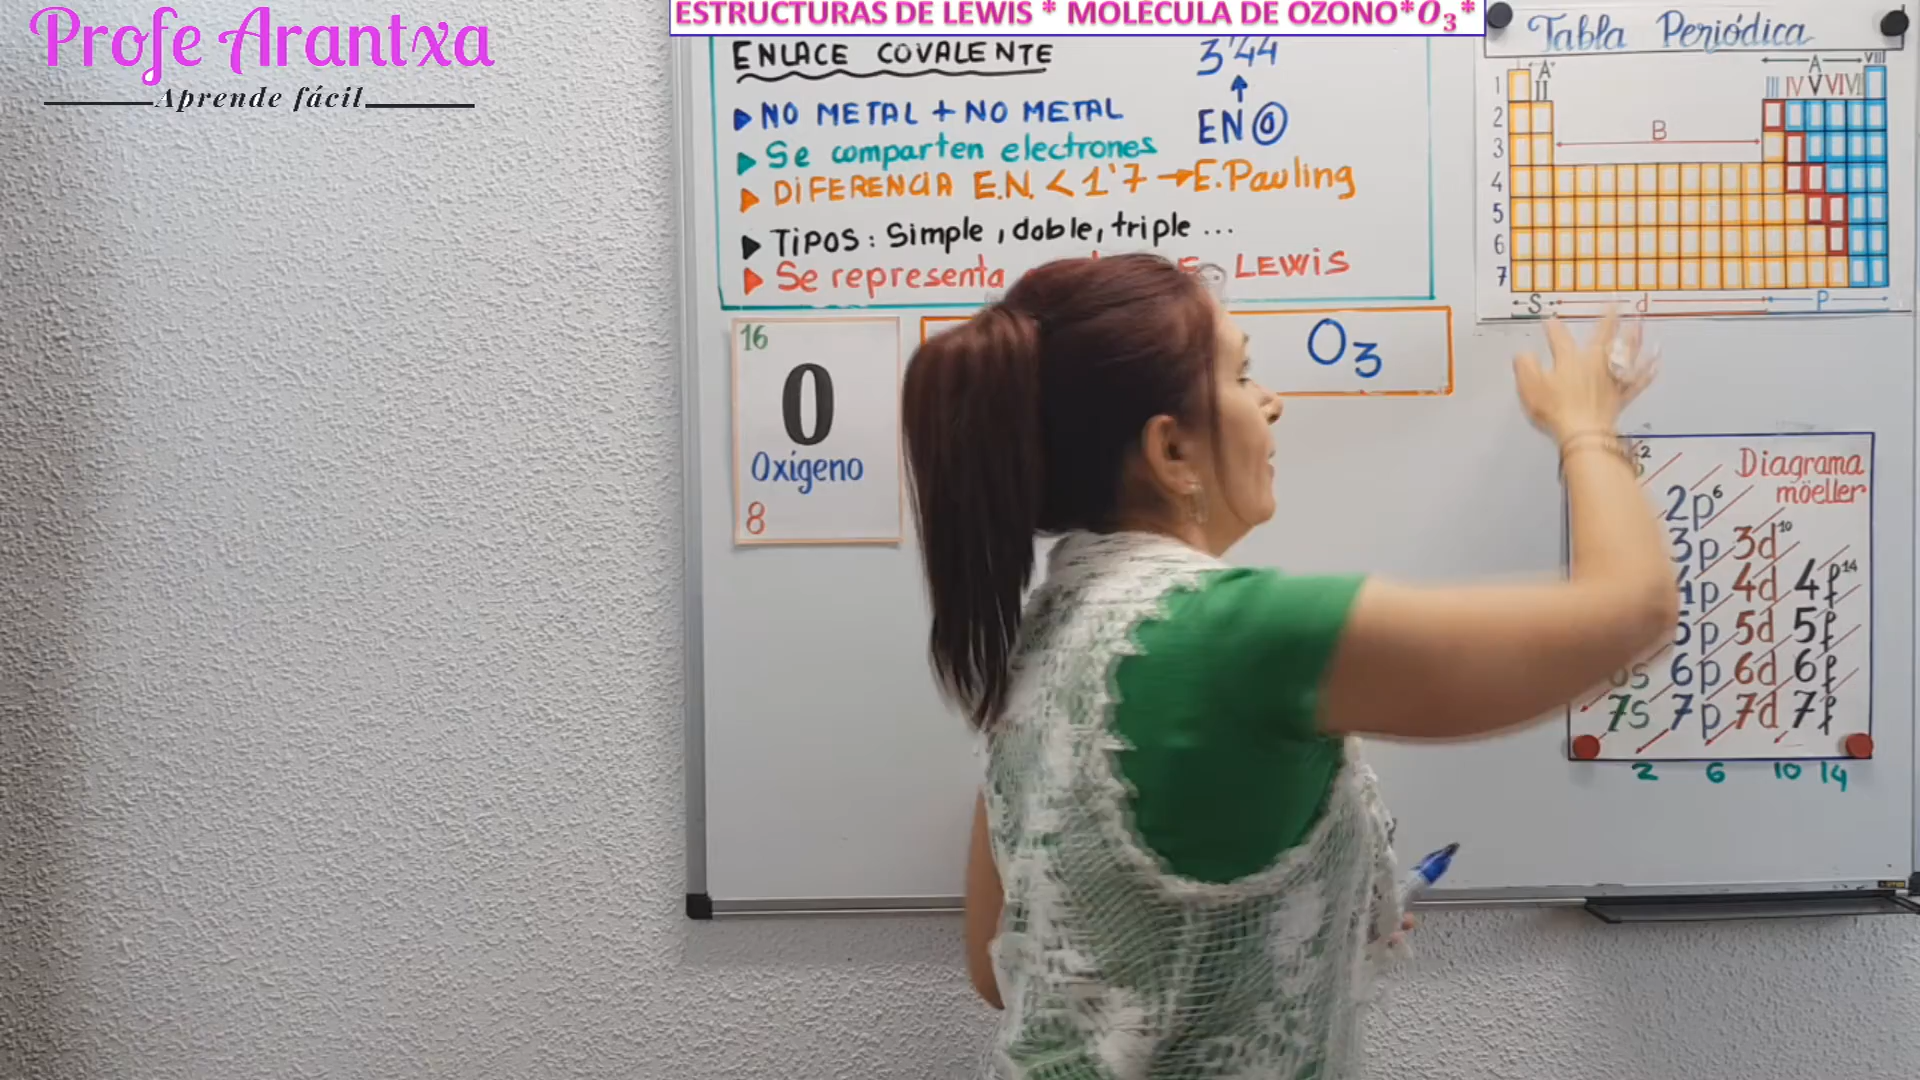 Profe Arantxa
Aprende fácil
ESTRUCTURAS DE LEWIS * MOLÉCULA DE OZONO*O₃*
ENLACE COVALENTE
▶ NO METAL + NO METAL
▶ Se comparten electrones
▶ DIFERENCIA E.N. < 1'7 → E.Pauling
▶ TIPOS: Simple, doble, triple ...
▶ Se representa LEWIS
3'44
↑
EN O
16
O
Oxígeno
8
O₃
Tabla Periódica
A
II
A
VIII
III IV V VI VII
1
2
3
4
5
6
7
B
S d P
Diagrama
möeller
2p⁶
3p 3d¹⁰
4p 4d 4f¹⁴
5p 5d 5f
6s 6p 6d 6f
7s 7p 7d 7f
2 6 10 14